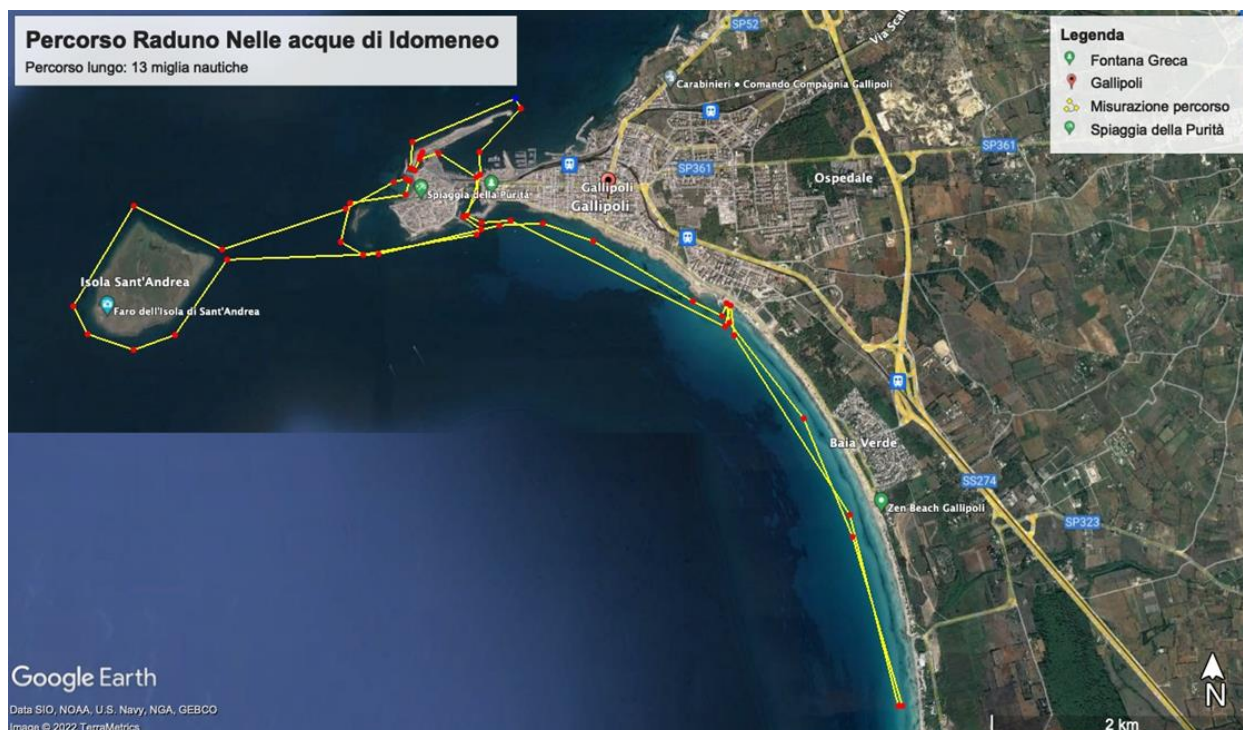 Percorso Raduno Nelle acque di Idomeneo
Percorso lungo: 13 miglia nautiche
Legenda
Fontana Greca
Gallipoli
Misurazione percorso
Spiaggia della Purità
SP52
Via Scal
Carabinieri • Comando Compagnia Gallipoli
SP361
SP361
Ospedale
Gallipoli
Gallipoli
Spiaggia della Purità
Isola Sant'Andrea
Faro dell'Isola di Sant'Andrea
Baia Verde
SS274
Zen Beach Gallipoli
SP323
Google Earth
N
Data SIO, NOAA, U.S. Navy, NGA, GEBCO
Image © 2022 TerraMetrics
2 km